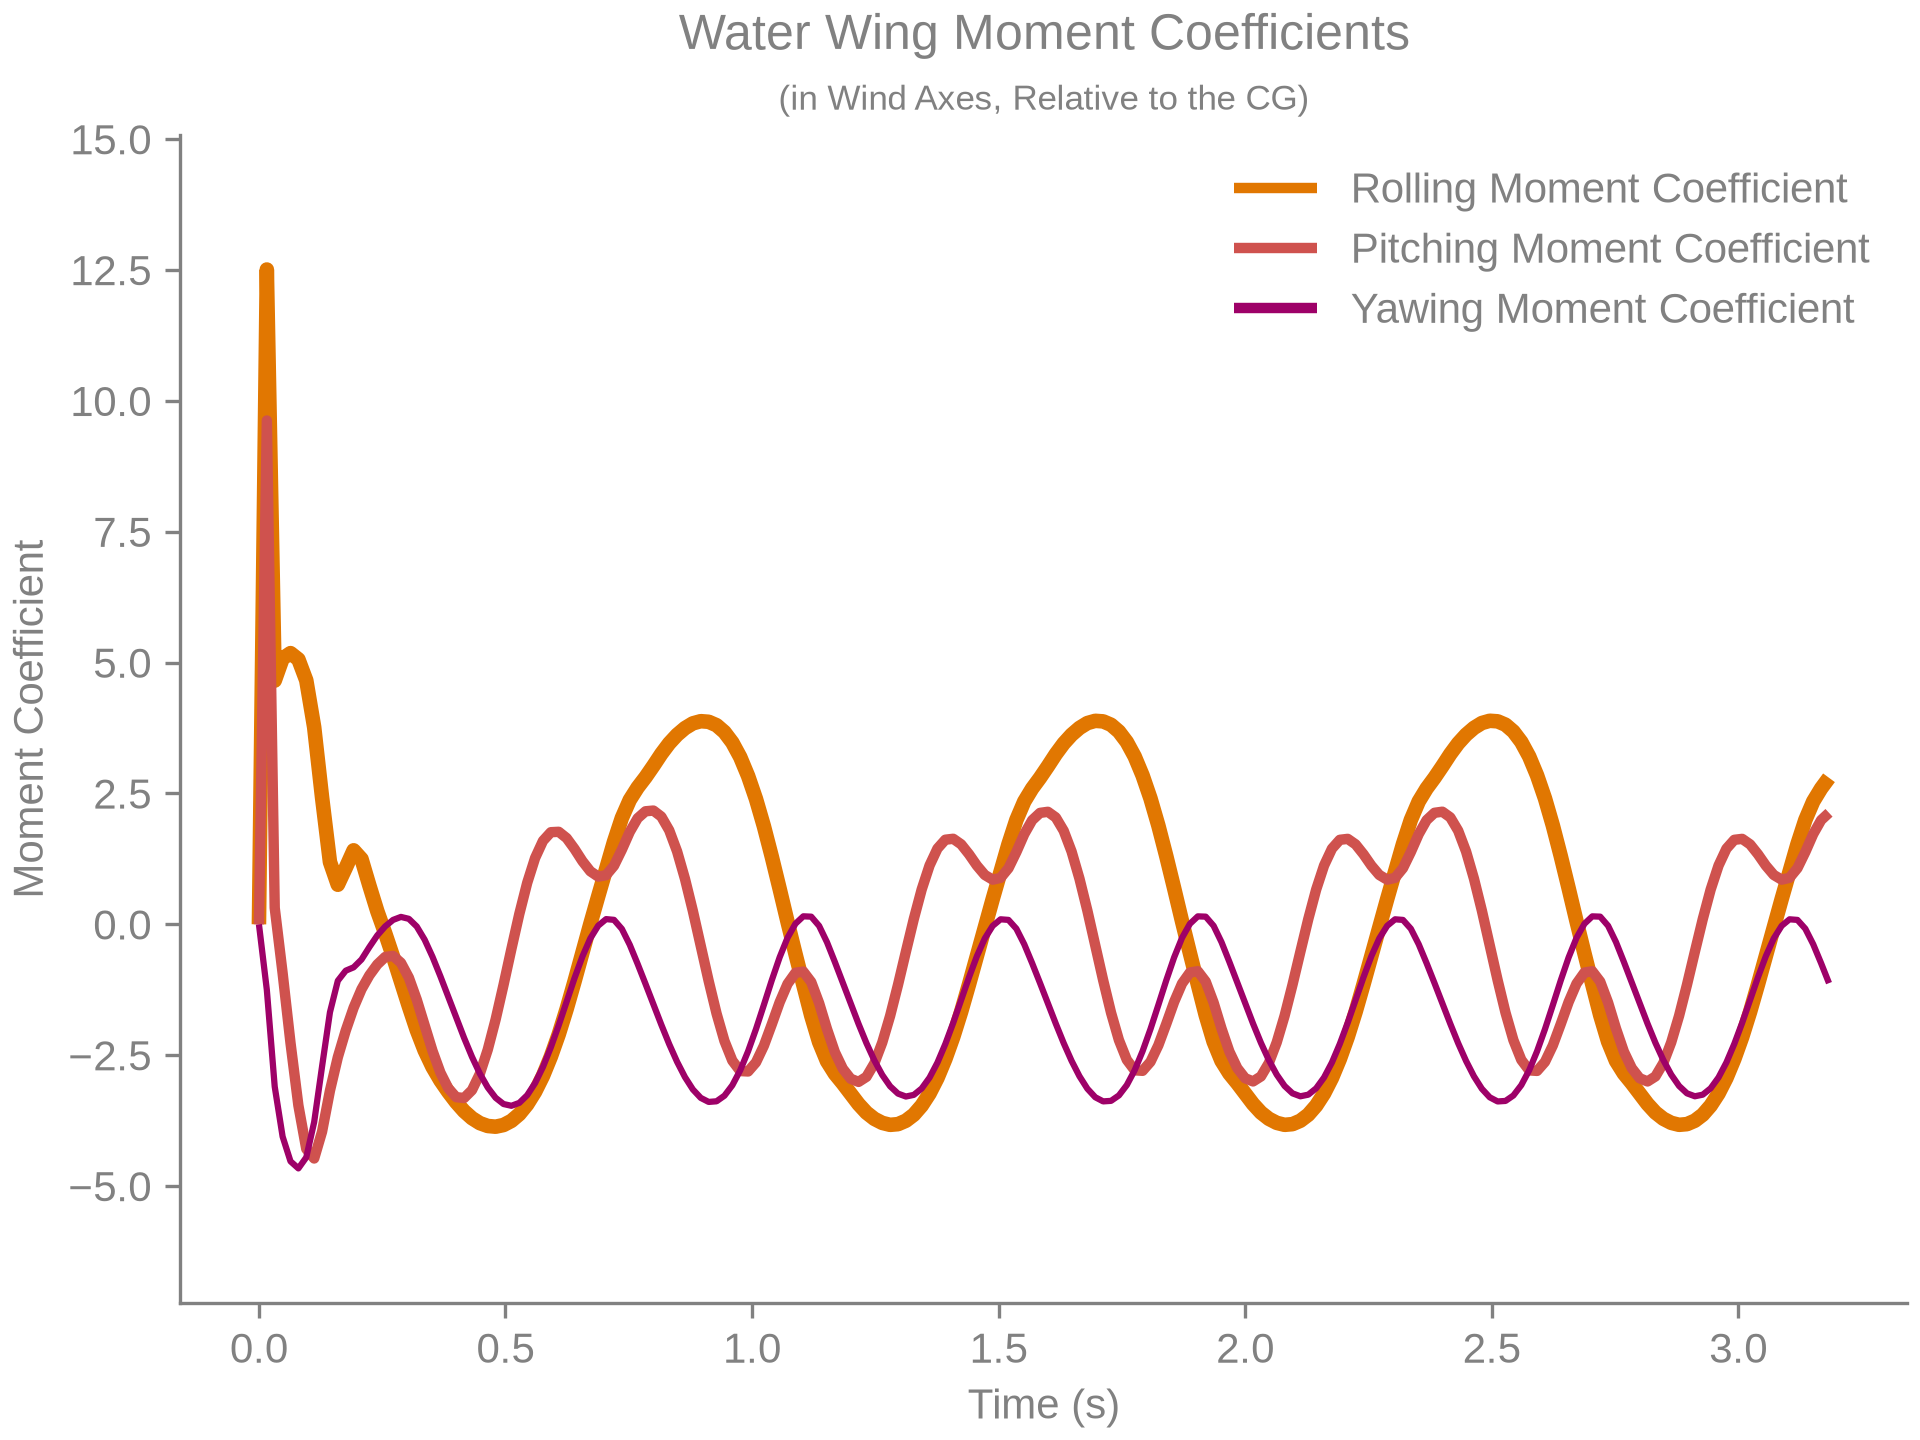 Water Wing Moment Coefficients
(in Wind Axes, Relative to the CG)
15.0
12.5
10.0
7.5
5.0
2.5
0.0
−2.5
−5.0
Moment Coefficient
Rolling Moment Coefficient
Pitching Moment Coefficient
Yawing Moment Coefficient
0.0 0.5 1.0 1.5 2.0 2.5 3.0
Time (s)